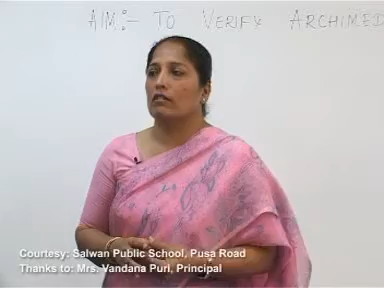 AIM:- TO VERIFY ARCHIMED
Courtesy: Salwan Public School, Pusa Road
Thanks to: Mrs. Vandana Puri, Principal